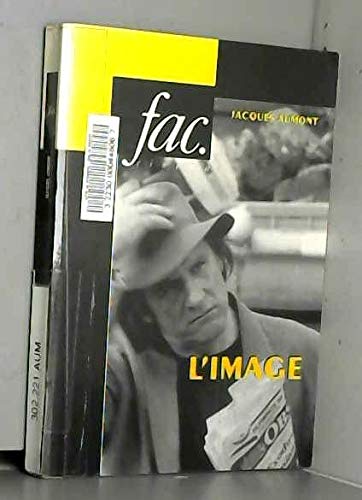 fac.
JACQUES AUMONT
L'IMAGE
302.221 AUM